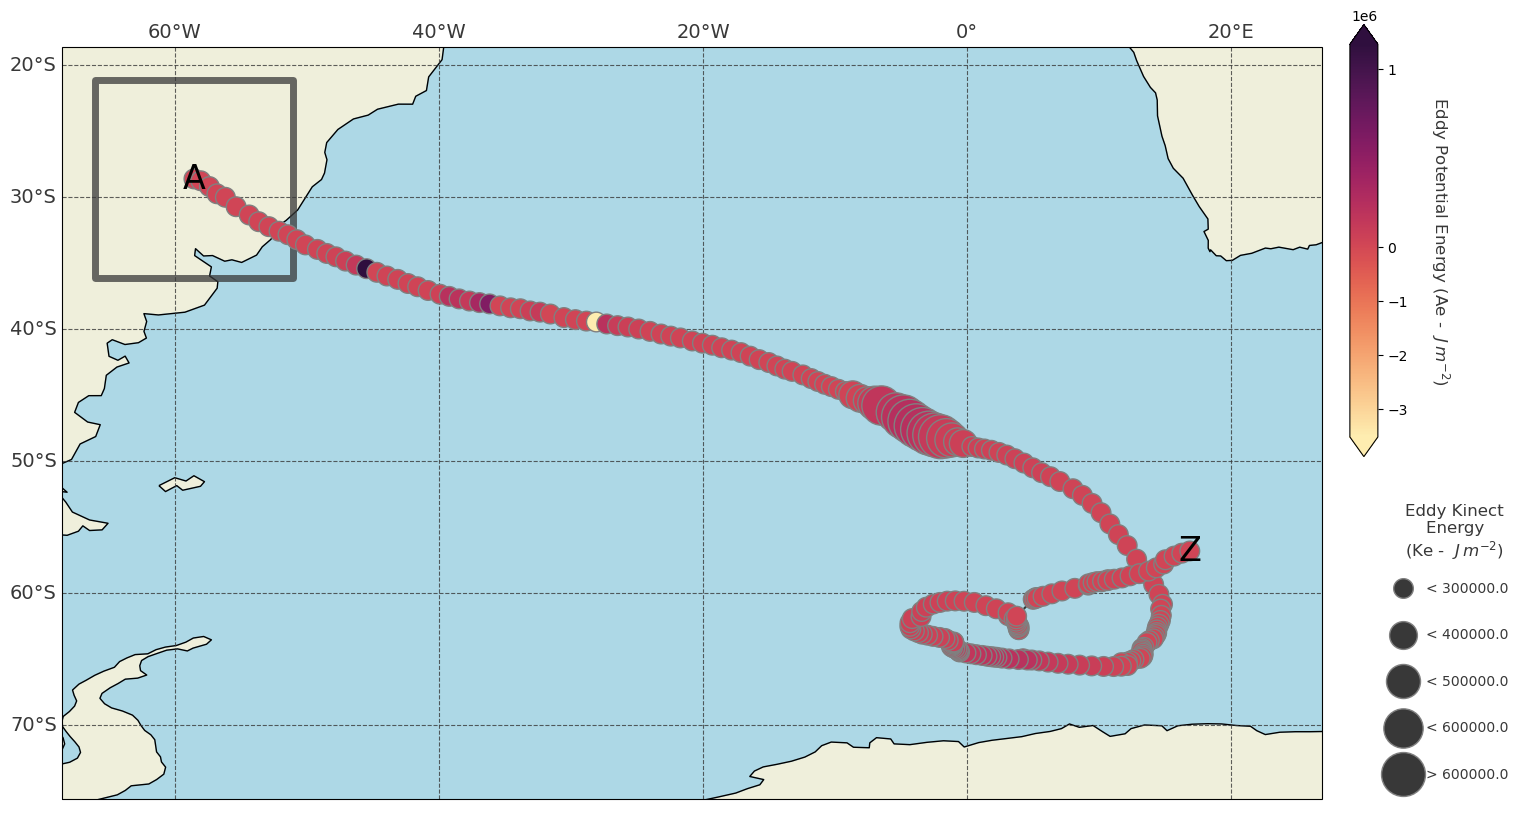 60°W 40°W 20°W 0° 20°E
20°S
30°S
40°S
50°S
60°S
70°S
A
Z
1e6
1
0
−1
−2
−3
Eddy Potential Energy (Ae - J m⁻²)
Eddy Kinect
Energy
(Ke - J m⁻²)
< 300000.0
< 400000.0
< 500000.0
< 600000.0
> 600000.0